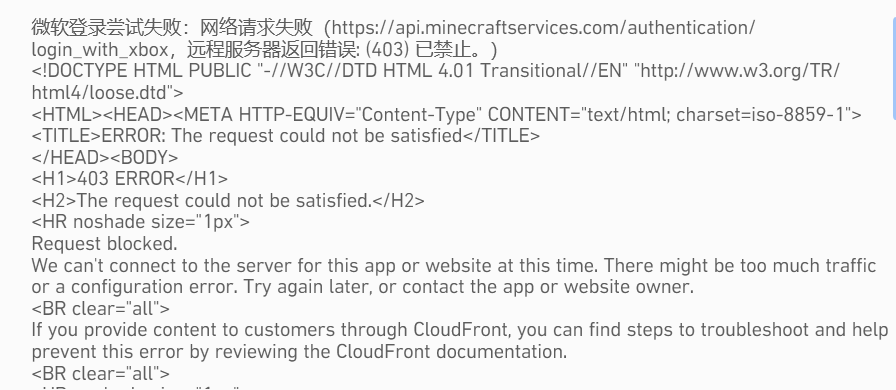 微软登录尝试失败：网络请求失败（https://api.minecraftservices.com/authentication/
login_with_xbox，远程服务器返回错误: (403) 已禁止。）
<!DOCTYPE HTML PUBLIC "-//W3C//DTD HTML 4.01 Transitional//EN" "http://www.w3.org/TR/
html4/loose.dtd">
<HTML><HEAD><META HTTP-EQUIV="Content-Type" CONTENT="text/html; charset=iso-8859-1">
<TITLE>ERROR: The request could not be satisfied</TITLE>
</HEAD><BODY>
<H1>403 ERROR</H1>
<H2>The request could not be satisfied.</H2>
<HR noshade size="1px">
Request blocked.
We can't connect to the server for this app or website at this time. There might be too much traffic
or a configuration error. Try again later, or contact the app or website owner.
<BR clear="all">
If you provide content to customers through CloudFront, you can find steps to troubleshoot and help
prevent this error by reviewing the CloudFront documentation.
<BR clear="all">